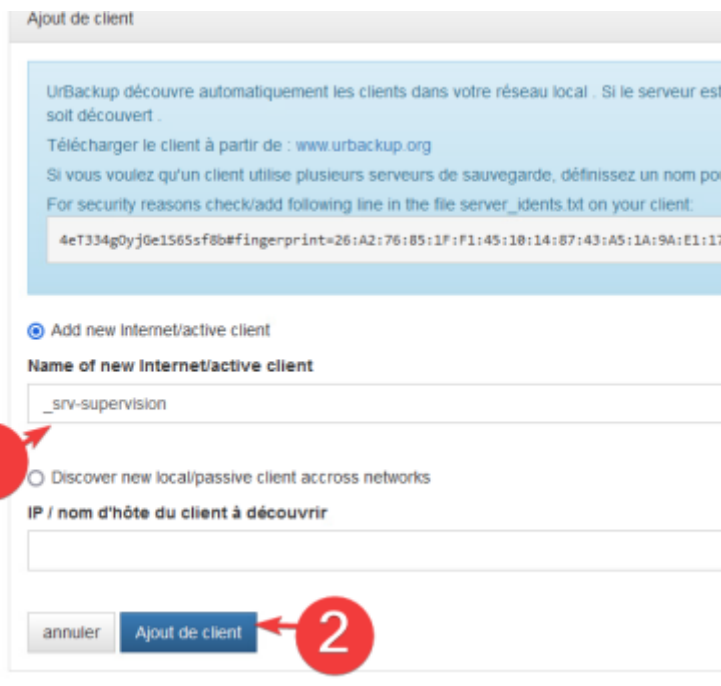 Ajout de client
UrBackup découvre automatiquement les clients dans votre réseau local . Si le serveur est
soit découvert .
Télécharger le client à partir de : www.urbackup.org
Si vous voulez qu'un client utilise plusieurs serveurs de sauvegarde, définissez un nom pou
For security reasons check/add following line in the file server_idents.txt on your client:
4eT334gOyjGe1S65sf8b#fingerprint=26:A2:76:85:1F:F1:45:10:14:87:43:A5:1A:9A:E1:17
Add new Internet/active client
Name of new Internet/active client
_srv-supervision
Discover new local/passive client accross networks
IP / nom d'hôte du client à découvrir
annuler Ajout de client 2